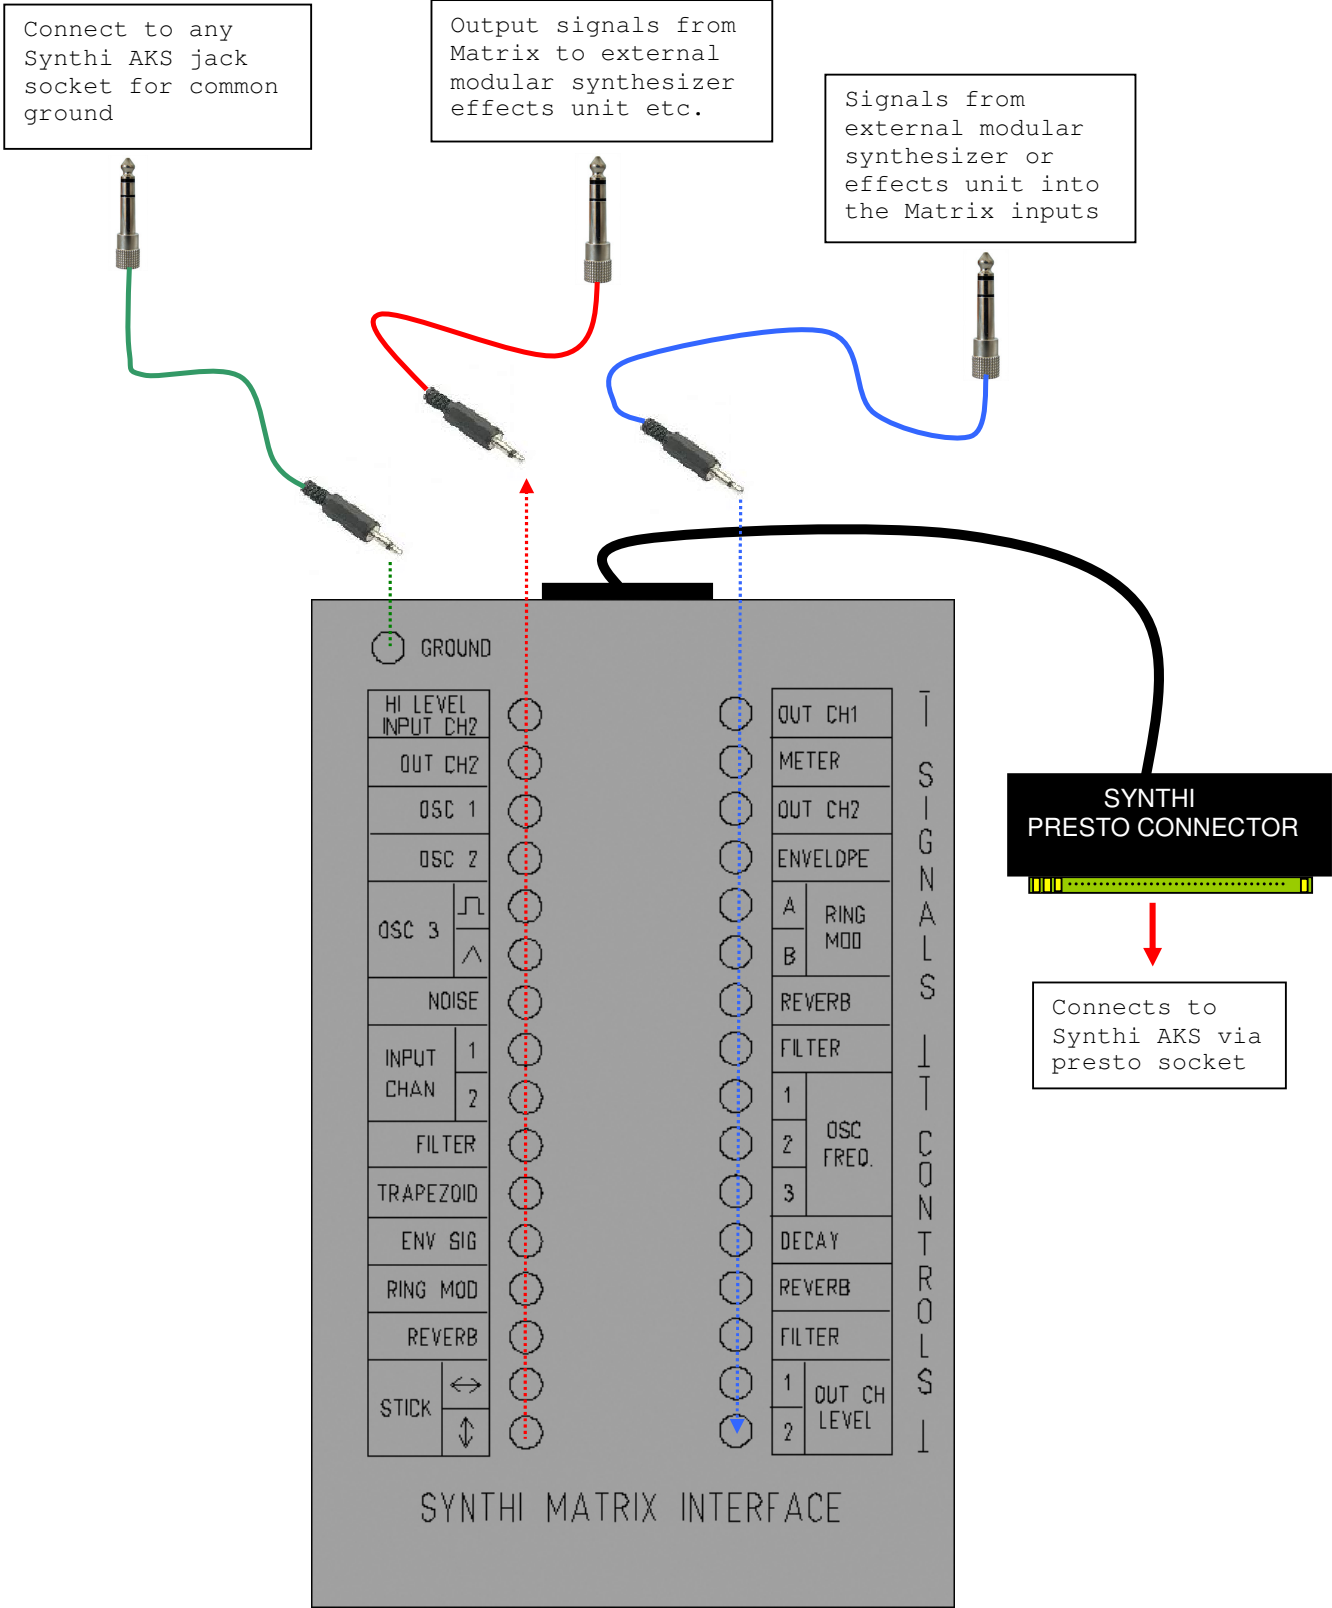 Connect to any
Synthi AKS jack
socket for common
ground
Output signals from
Matrix to external
modular synthesizer
effects unit etc.
Signals from
external modular
synthesizer or
effects unit into
the Matrix inputs
GROUND
HI LEVEL
INPUT CH2
OUT CH2
OSC 1
OSC 2
OSC 3
NOISE
INPUT
CHAN
1
2
FILTER
TRAPEZOID
ENV SIG
RING MOD
REVERB
STICK
OUT CH1
METER
OUT CH2
ENVELOPE
A
B
RING
MOD
REVERB
FILTER
1
2
3
OSC
FREQ.
DECAY
REVERB
FILTER
1
2
OUT CH
LEVEL
SIGNALS
CONTROLS
SYNTHI MATRIX INTERFACE
SYNTHI
PRESTO CONNECTOR
Connects to
Synthi AKS via
presto socket